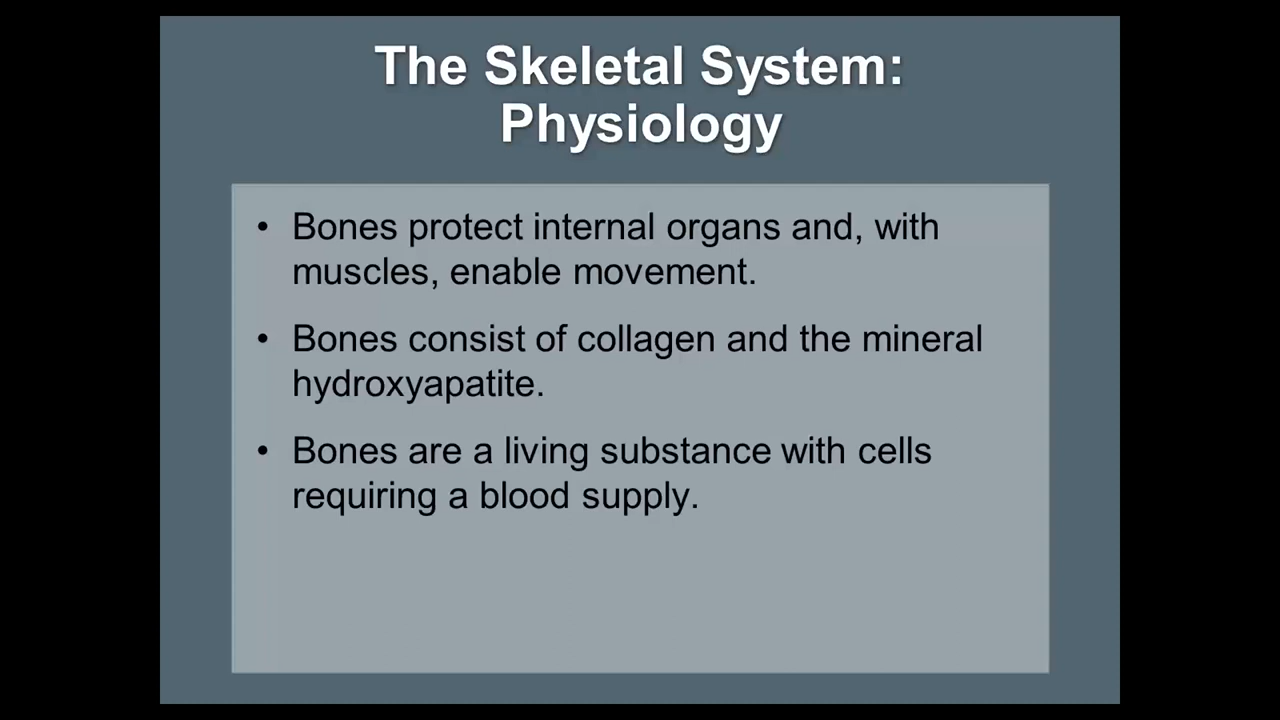 The Skeletal System:
Physiology
• Bones protect internal organs and, with
muscles, enable movement.
• Bones consist of collagen and the mineral
hydroxyapatite.
• Bones are a living substance with cells
requiring a blood supply.